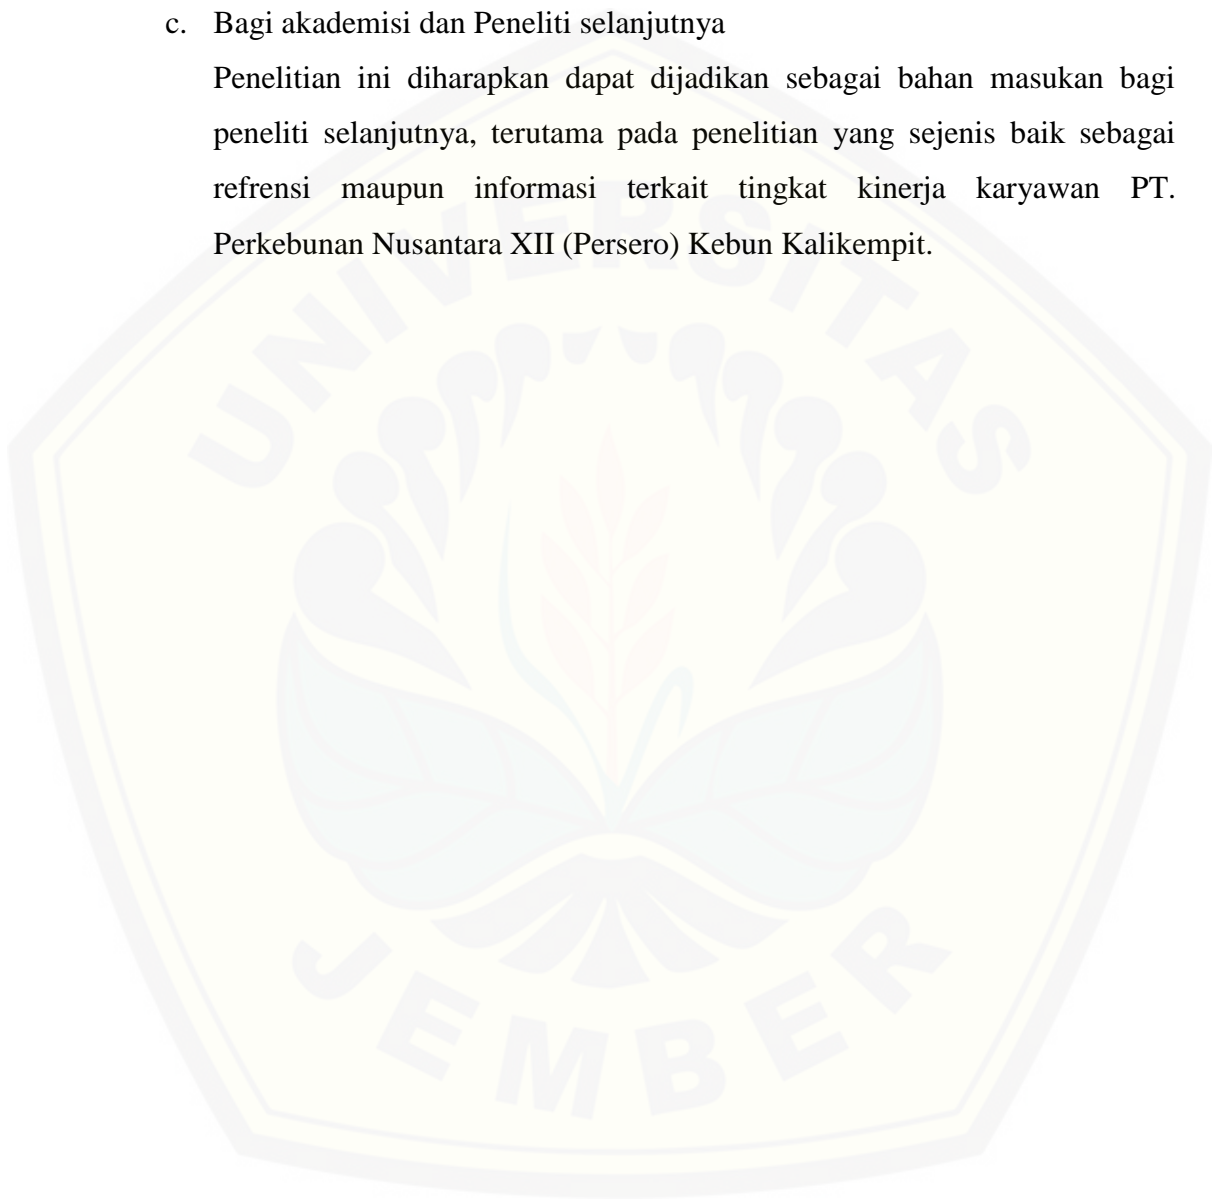 c. Bagi akademisi dan Peneliti selanjutnya
Penelitian ini diharapkan dapat dijadikan sebagai bahan masukan bagi
peneliti selanjutnya, terutama pada penelitian yang sejenis baik sebagai
refrensi maupun informasi terkait tingkat kinerja karyawan PT.
Perkebunan Nusantara XII (Persero) Kebun Kalikempit.
UNIVERSITAS
JEMBER